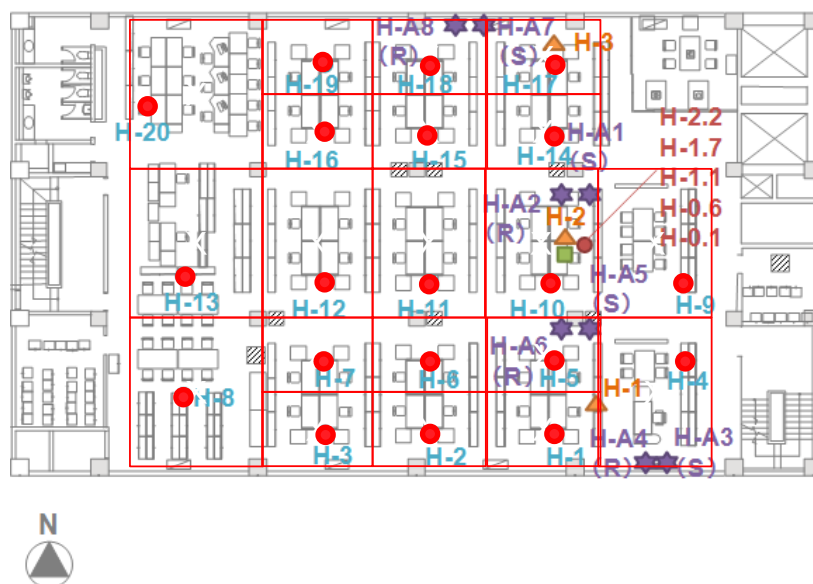 H-A8
(R)
H-A7
(S)
H-3
H-19
H-18
H-17
H-20
H-16
H-15
H-14
H-A1
(S)
H-2.2
H-1.7
H-1.1
H-0.6
H-0.1
H-A2
(R)
H-2
H-A5
(S)
H-13
H-12
H-11
H-10
H-9
H-A6
(R)
H-7
H-6
H-5
H-4
H-8
H-1
H-3
H-2
H-1
H-A4
(R)
H-A3
(S)
N